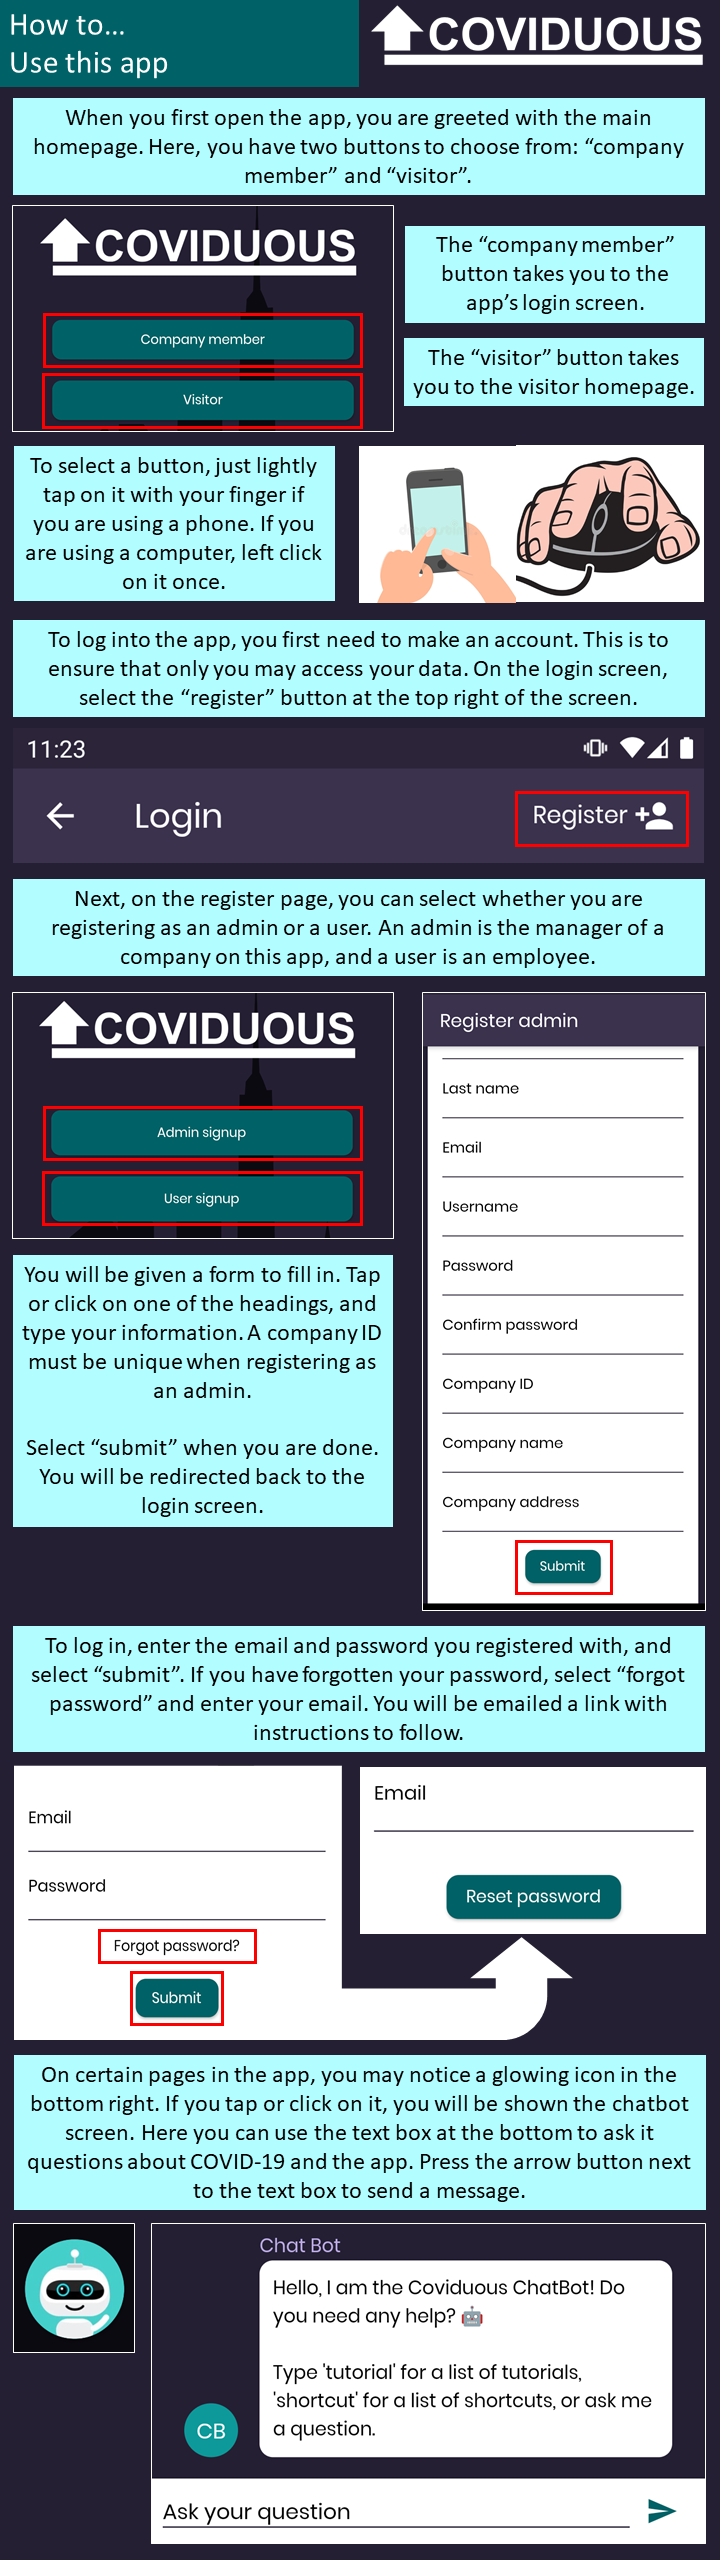 How to...
Use this app
COVIDUOUS
When you first open the app, you are greeted with the main
homepage. Here, you have two buttons to choose from: “company
member” and “visitor”.
COVIDUOUS
Company member
Visitor
The “company member”
button takes you to the
app’s login screen.
The “visitor” button takes
you to the visitor homepage.
To select a button, just lightly
tap on it with your finger if
you are using a phone. If you
are using a computer, left click
on it once.
To log into the app, you first need to make an account. This is to
ensure that only you may access your data. On the login screen,
select the “register” button at the top right of the screen.
11:23
Login
Register
Next, on the register page, you can select whether you are
registering as an admin or a user. An admin is the manager of a
company on this app, and a user is an employee.
COVIDUOUS
Admin signup
User signup
You will be given a form to fill in. Tap
or click on one of the headings, and
type your information. A company ID
must be unique when registering as
an admin.
Select “submit” when you are done.
You will be redirected back to the
login screen.
Register admin
Last name
Email
Username
Password
Confirm password
Company ID
Company name
Company address
Submit
To log in, enter the email and password you registered with, and
select “submit”. If you have forgotten your password, select “forgot
password” and enter your email. You will be emailed a link with
instructions to follow.
Email
Password
Forgot password?
Submit
Email
Reset password
On certain pages in the app, you may notice a glowing icon in the
bottom right. If you tap or click on it, you will be shown the chatbot
screen. Here you can use the text box at the bottom to ask it
questions about COVID-19 and the app. Press the arrow button next
to the text box to send a message.
Chat Bot
Hello, I am the Coviduous ChatBot! Do
you need any help? 🤖
Type 'tutorial' for a list of tutorials,
'shortcut' for a list of shortcuts, or ask me
a question.
CB
Ask your question